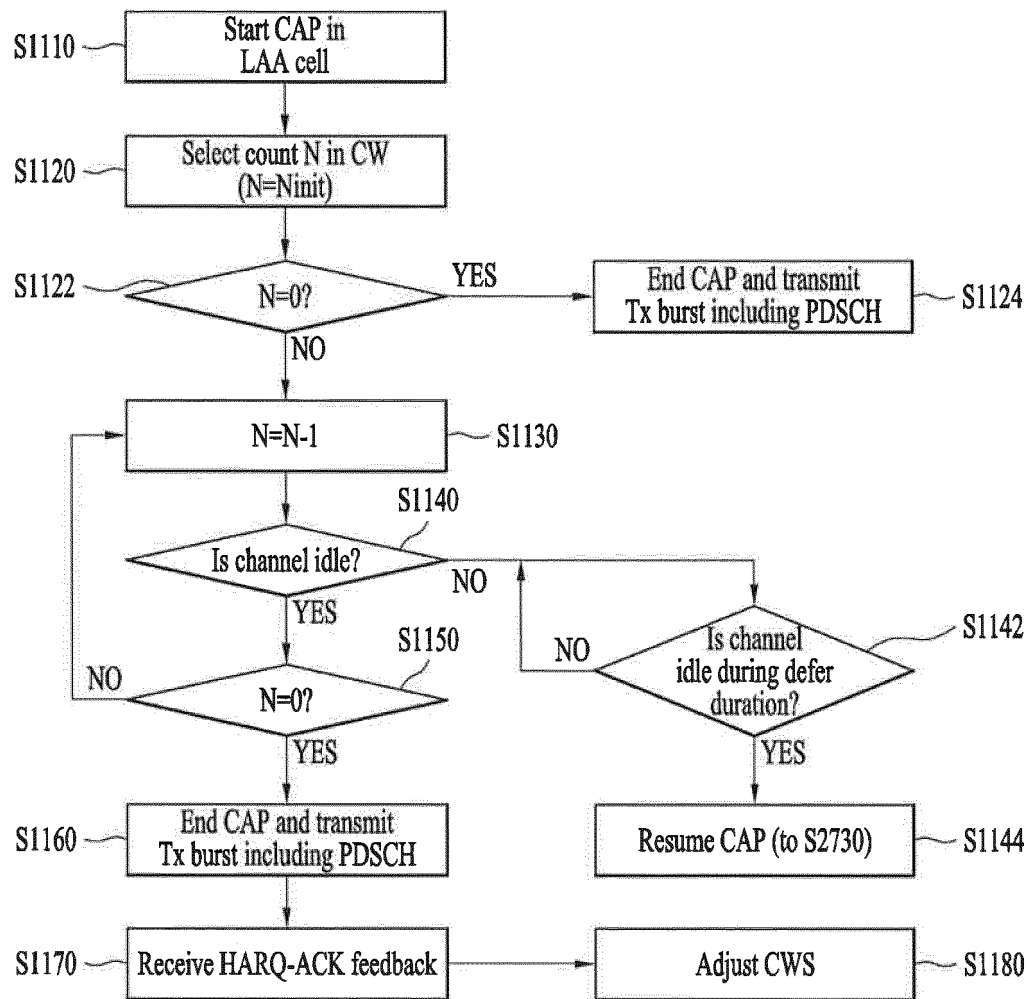 S1110
Start CAP in
LAA cell
S1120
Select count N in CW
(N=Ninit)
S1122
N=0?
YES
End CAP and transmit
Tx burst including PDSCH
S1124
NO
N=N-1
S1130
S1140
Is channel idle?
NO
YES
S1142
Is channel
idle during defer
duration?
NO
YES
S1150
NO
N=0?
YES
S1160
End CAP and transmit
Tx burst including PDSCH
Resume CAP (to S2730)
S1144
S1170
Receive HARQ-ACK feedback
Adjust CWS
S1180